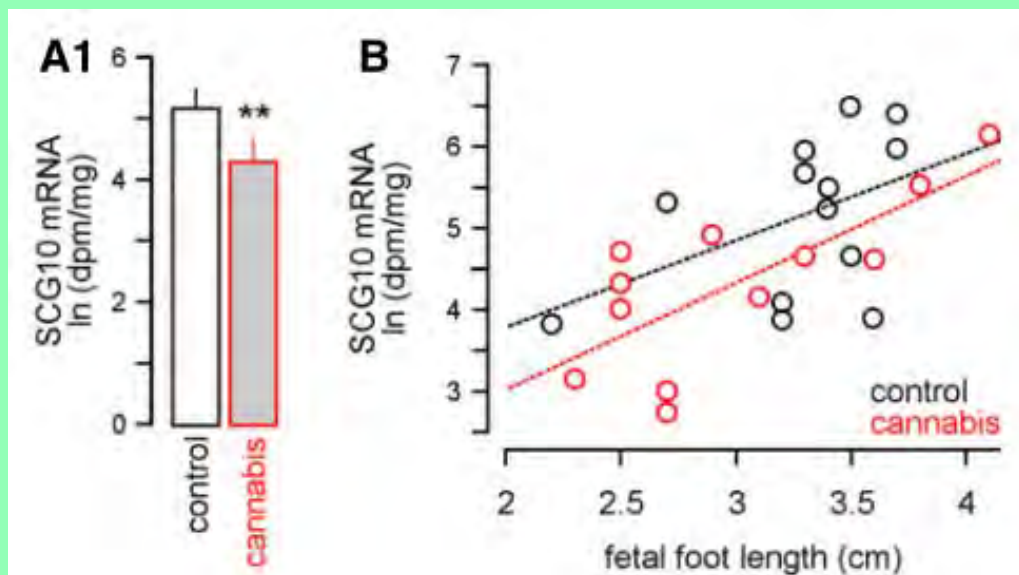 A1
6
4
2
0
SCG10 mRNA
ln (dpm/mg)
**
control
cannabis
B
7
6
5
4
3
SCG10 mRNA
ln (dpm/mg)
control
cannabis
2 2.5 3 3.5 4
fetal foot length (cm)